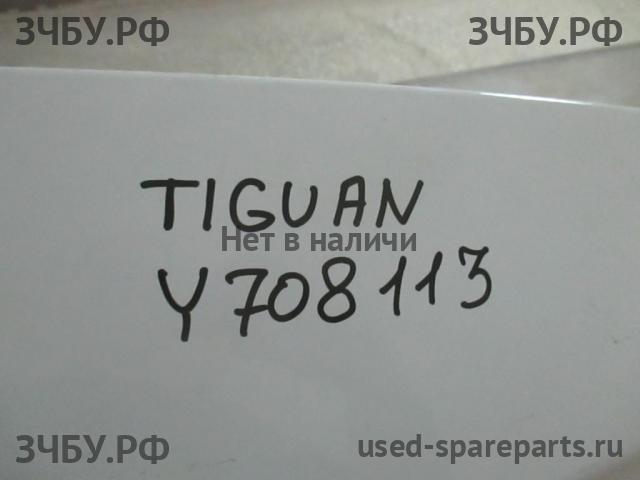 ЗЧБУ.РФ ЗЧБУ.РФ
TIGUAN
Нет в наличи
Y708113
ЗЧБУ.РФ used-spareparts.ru